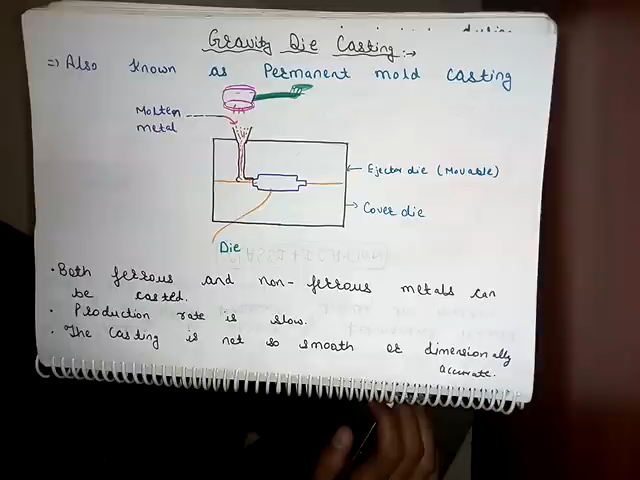 Gravity Die Casting :→
⇒ Also known as Permanent mold casting
Molten
metal
Ejector die (Movable)
Cover die
Die
• Both ferrous and non-ferrous metals can
be casted.
• Production rate is slow.
• The casting is not so smooth or dimensionally
accurate.